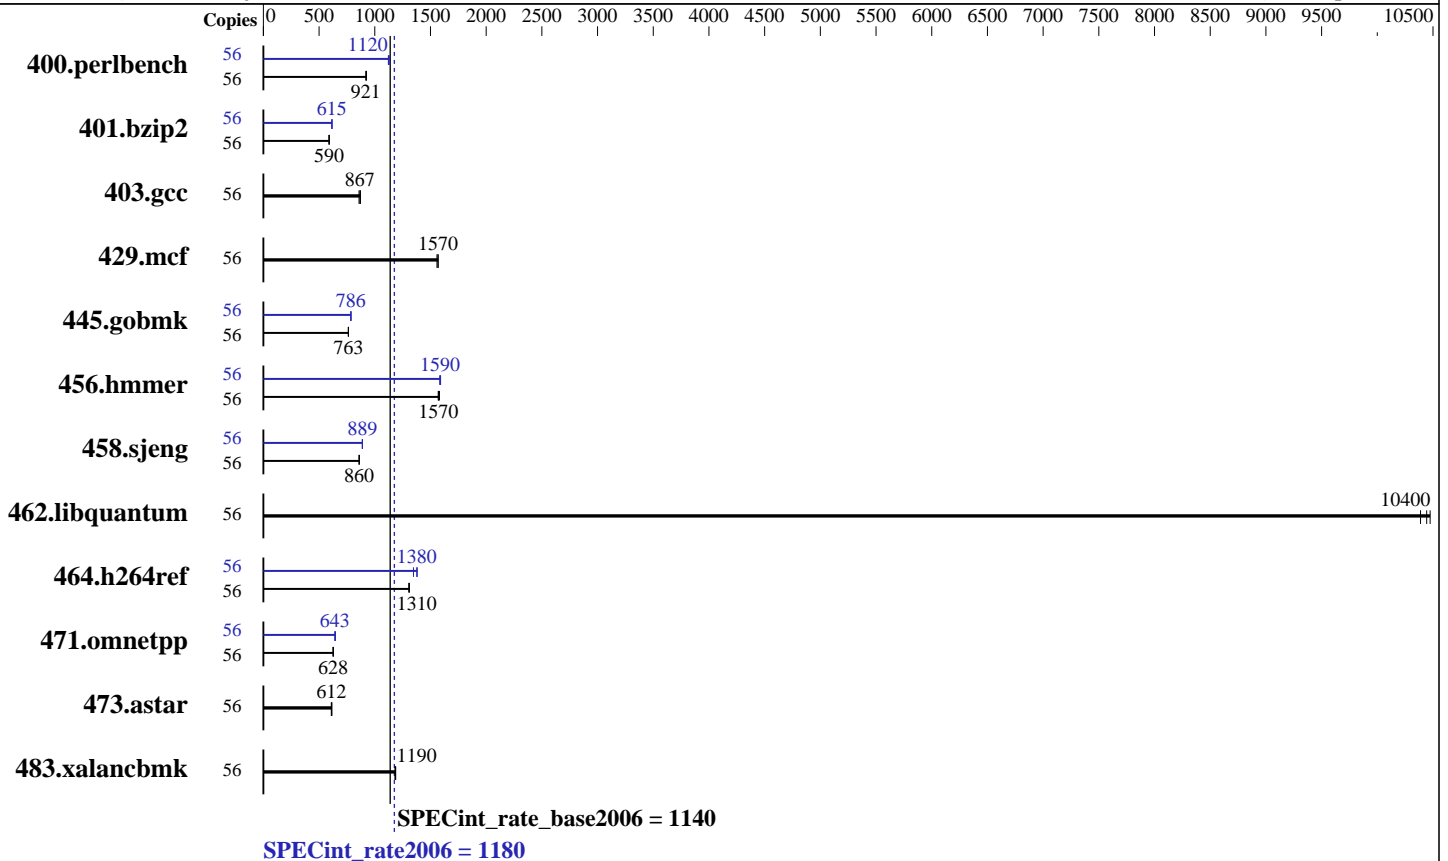 Copies 0 500 1000 1500 2000 2500 3000 3500 4000 4500 5000 5500 6000 6500 7000 7500 8000 8500 9000 9500 10500
400.perlbench 56 1120
56 921
401.bzip2 56 615
56 590
403.gcc 56 867
429.mcf 56 1570
445.gobmk 56 786
56 763
456.hmmer 56 1590
56 1570
458.sjeng 56 889
56 860
462.libquantum 56 10400
464.h264ref 56 1380
56 1310
471.omnetpp 56 643
56 628
473.astar 56 612
483.xalancbmk 56 1190
SPECint_rate_base2006 = 1140
SPECint_rate2006 = 1180